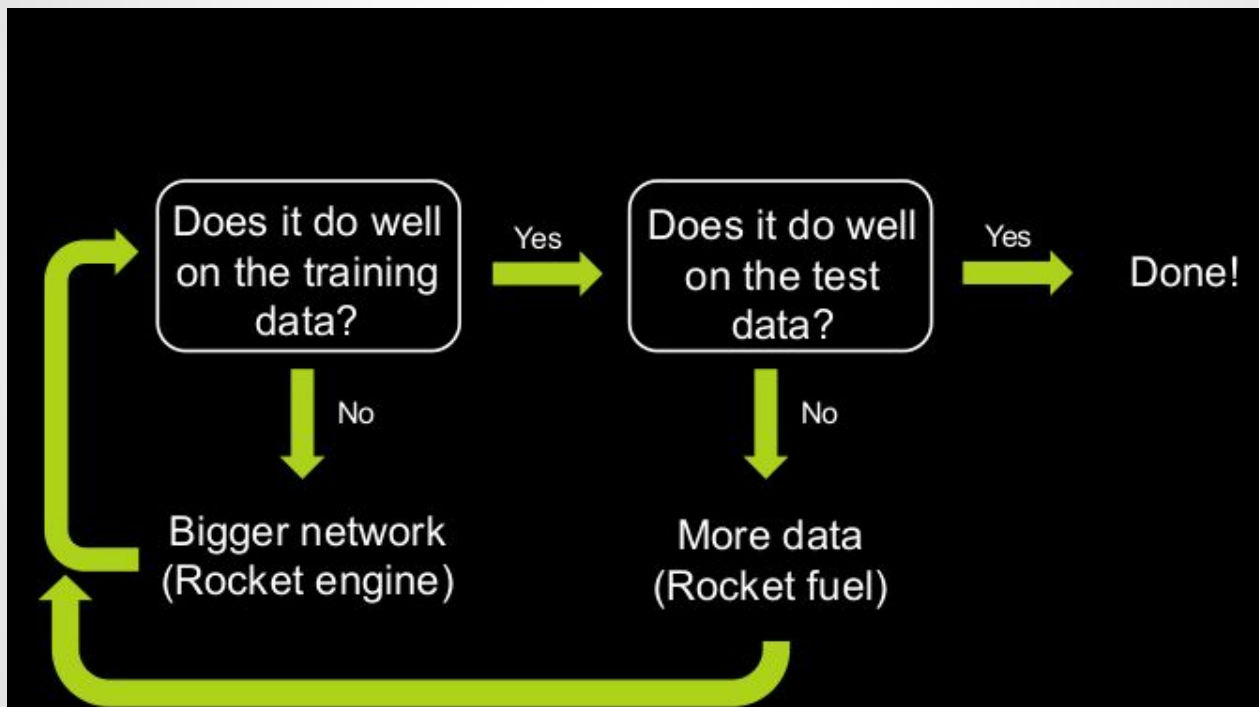 Does it do well
on the training
data?
Yes
Does it do well
on the test
data?
Yes
Done!
No
No
Bigger network
(Rocket engine)
More data
(Rocket fuel)